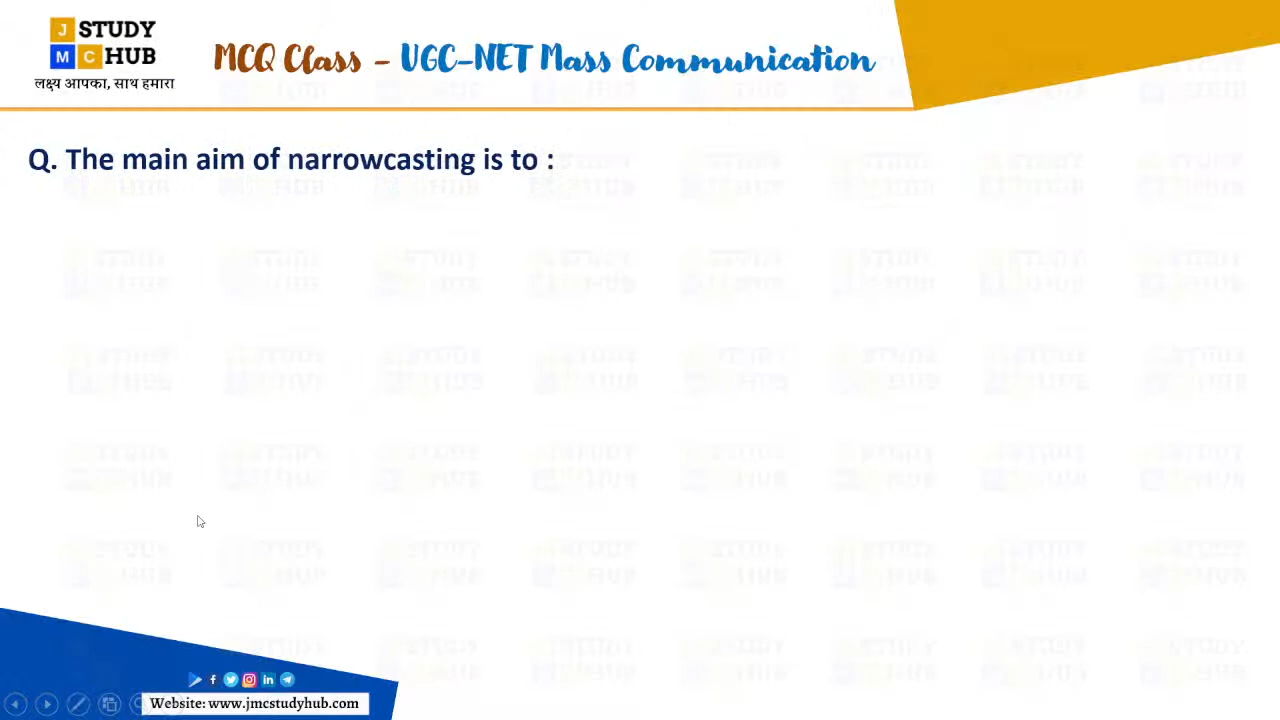 J STUDY
M C HUB
लक्ष्य आपका, साथ हमारा
MCQ Class - UGC-NET Mass Communication
Q. The main aim of narrowcasting is to :
Website: www.jmcstudyhub.com